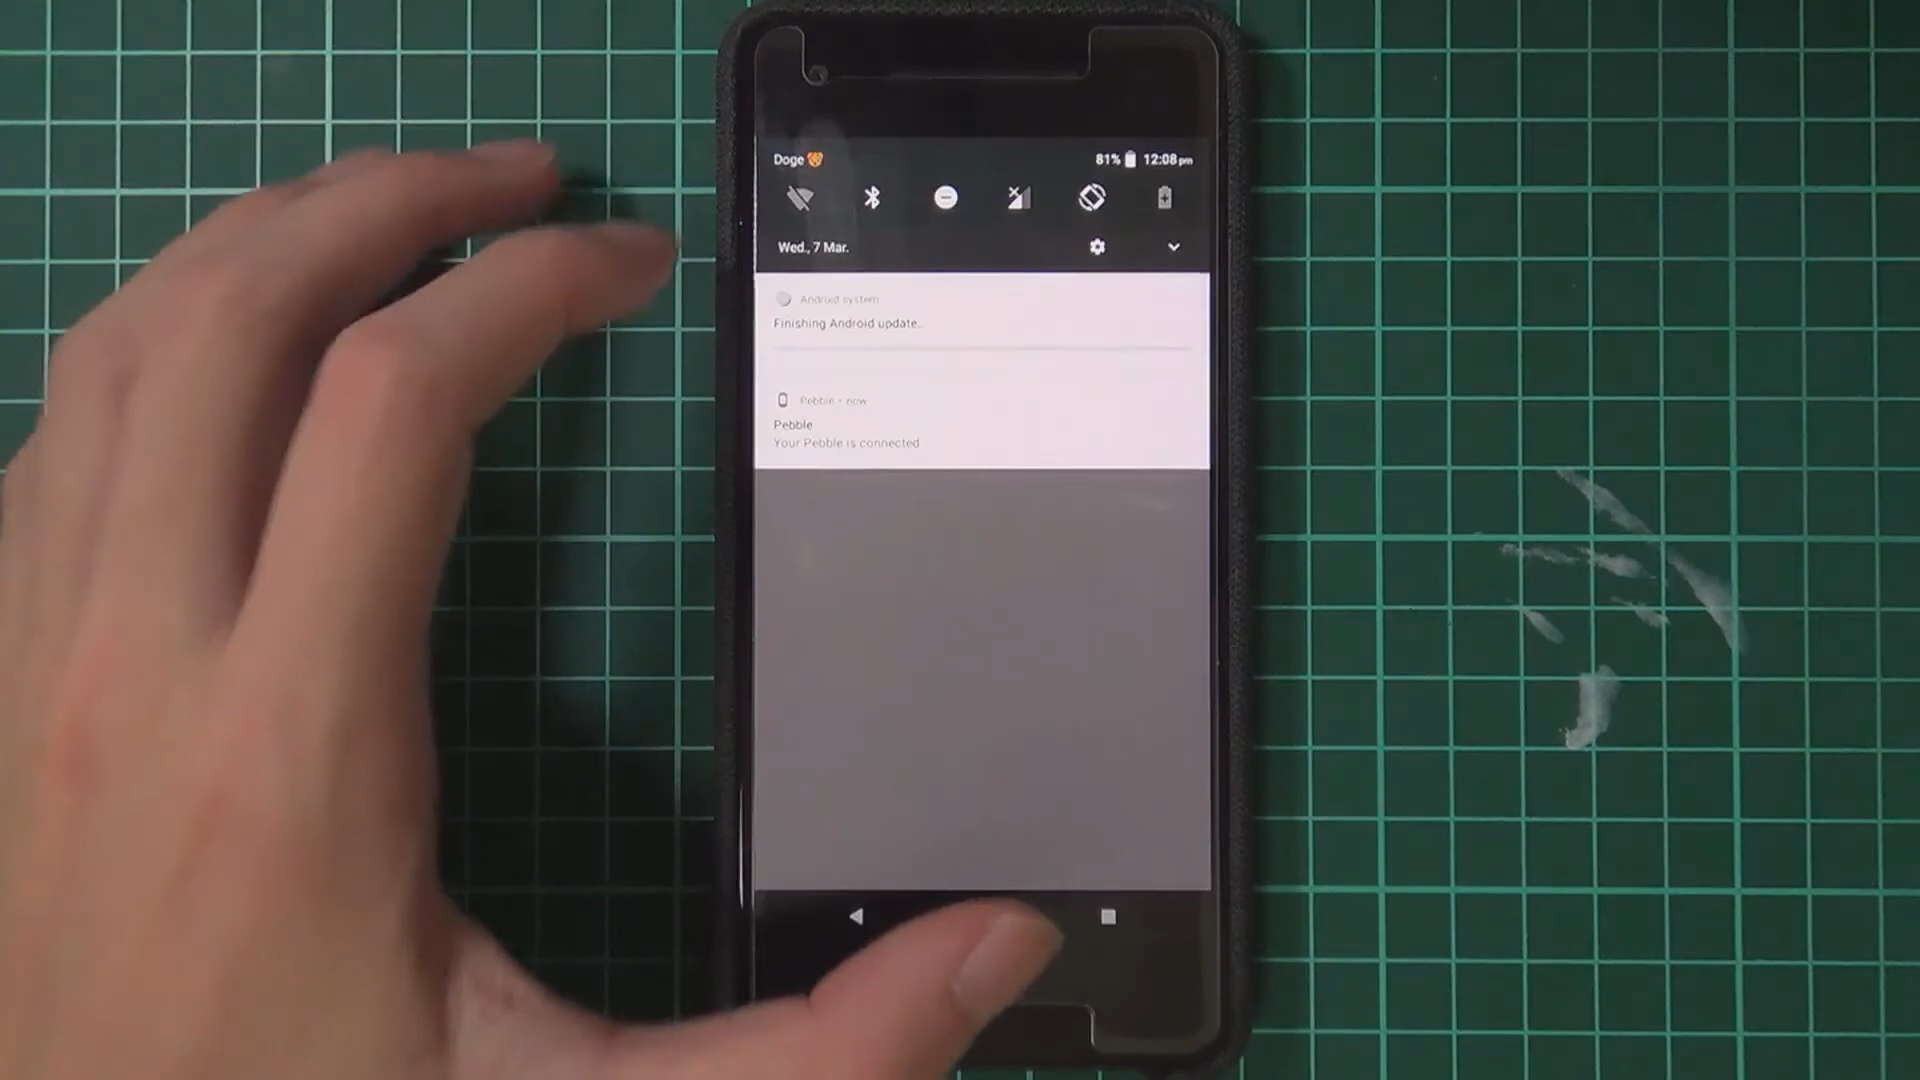 Doge🐶
81% 12:08 pm
Wed., 7 Mar.
Android system
Finishing Android update...
Pebble • now
Pebble
Your Pebble is connected